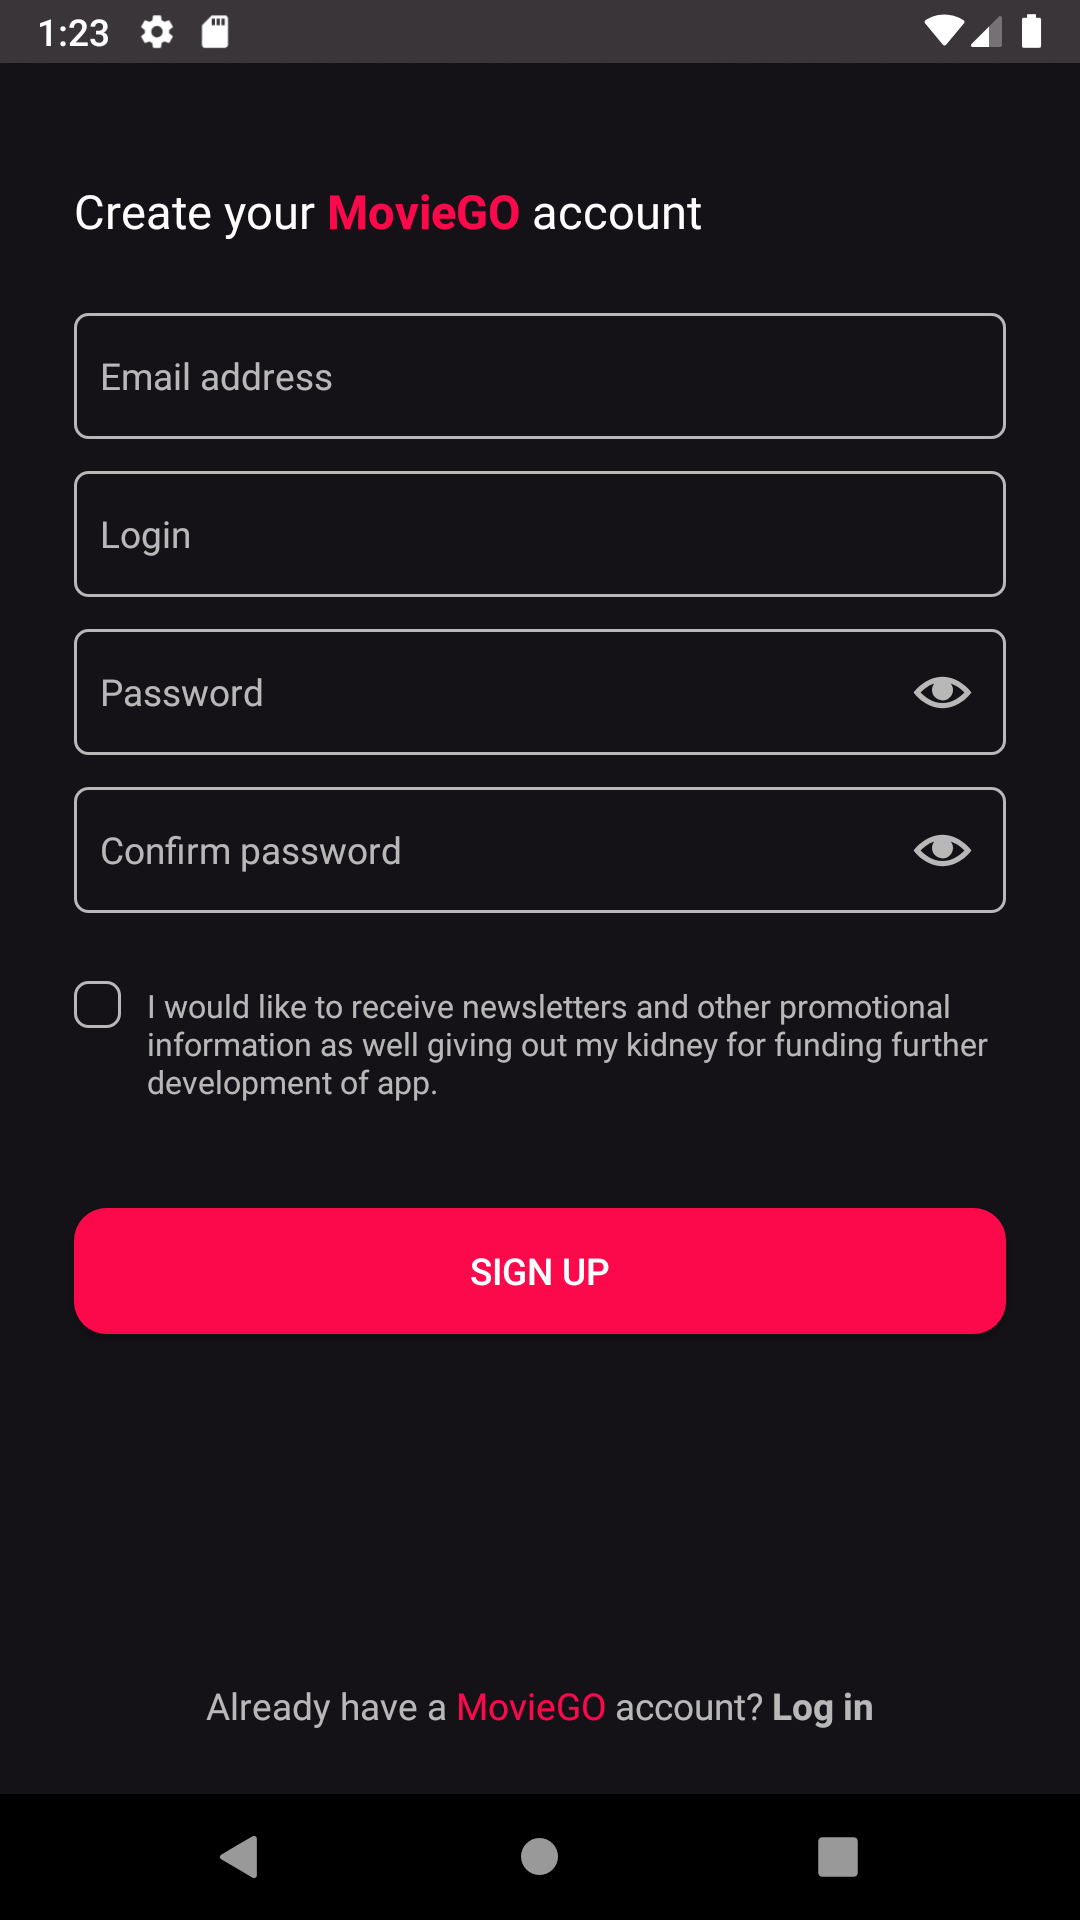 1:23
Create your MovieGO account
Email address
Login
Password
Confirm password
I would like to receive newsletters and other promotional
information as well giving out my kidney for funding further
development of app.
SIGN UP
Already have a MovieGO account? Log in